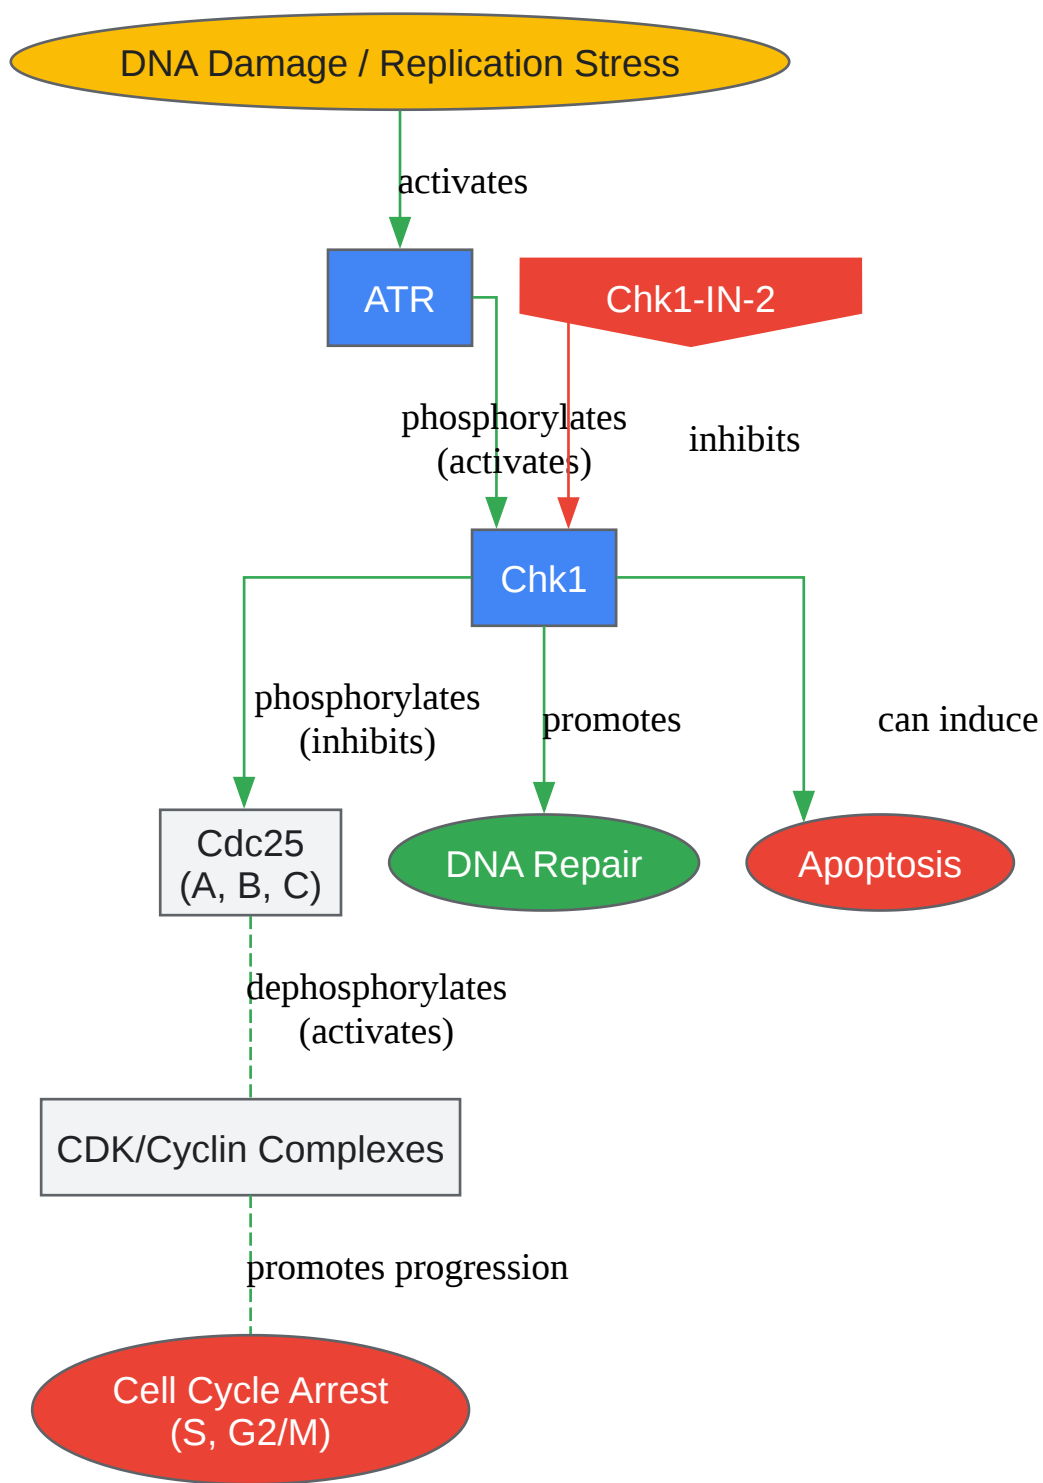 DNA Damage / Replication Stress
activates
ATR
Chk1-IN-2
phosphorylates
(activates)
inhibits
Chk1
phosphorylates
(inhibits)
promotes
can induce
Cdc25
(A, B, C)
DNA Repair
Apoptosis
dephosphorylates
(activates)
CDK/Cyclin Complexes
promotes progression
Cell Cycle Arrest
(S, G2/M)